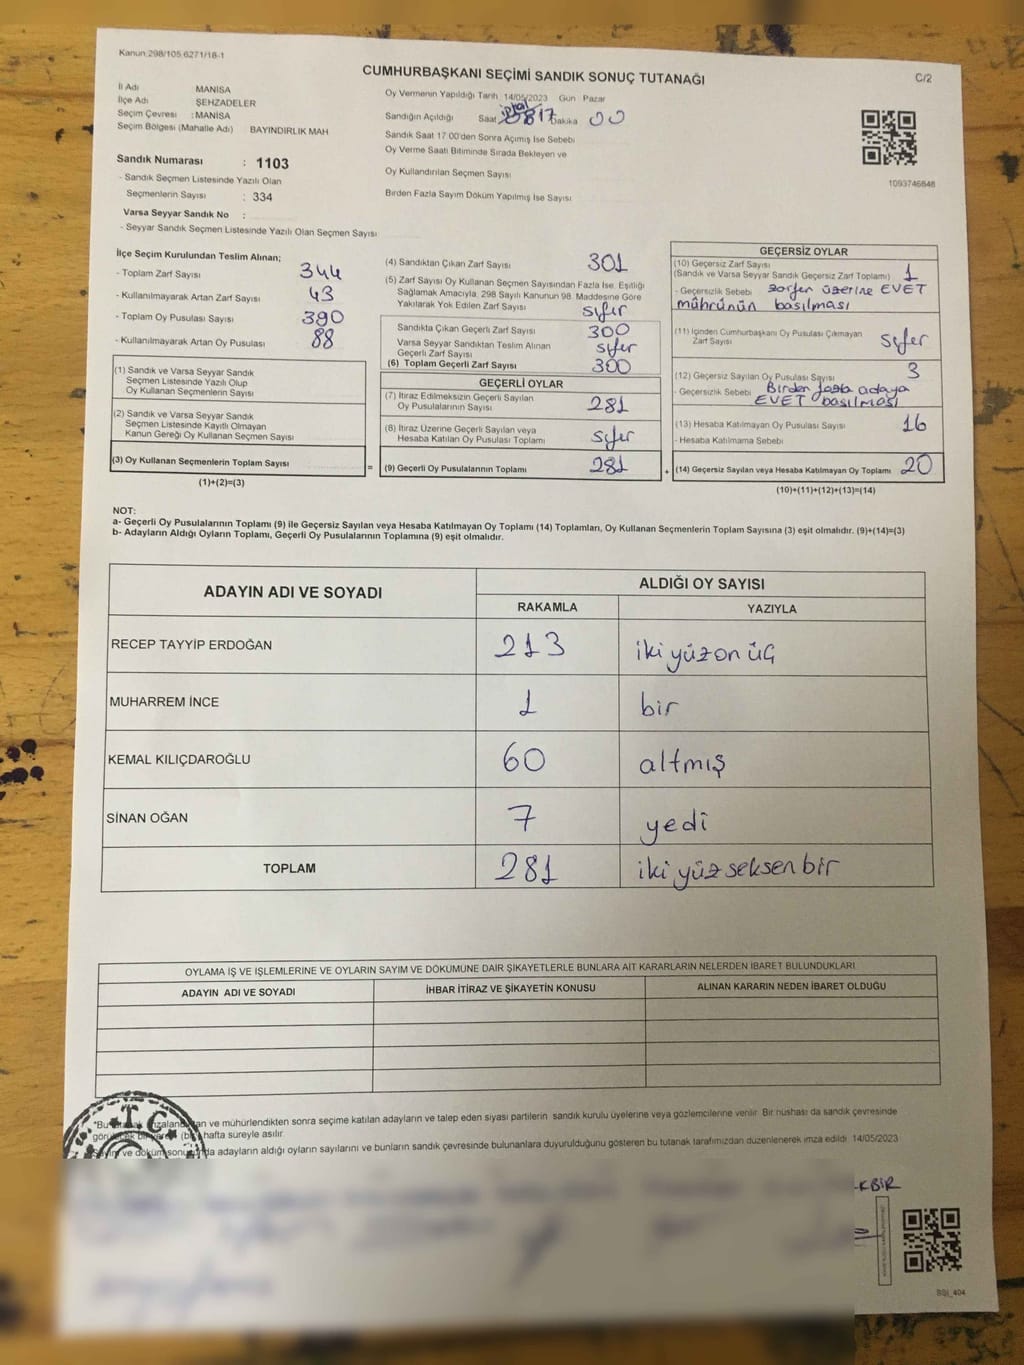 Kanun.298/105.6271/18-1
CUMHURBAŞKANI SEÇİMİ SANDIK SONUÇ TUTANAĞI
C/2
İl Adı MANİSA
İlçe Adı ŞEHZADELER
Seçim Çevresi : MANİSA
Seçim Bölgesi (Mahalle Adı) BAYINDIRLIK MAH
Sandık Numarası : 1103
- Sandık Seçmen Listesinde Yazılı Olan
Seçmenlerin Sayısı : 334
Varsa Seyyar Sandık No :
- Seyyar Sandık Seçmen Listesinde Yazılı Olan Seçmen Sayısı
Oy Vermenin Yapıldığı Tarih 14/05/2023 Gün Pazar
Sandığın Açıldığı Saat iptal 17 Dakika 00
Sandık Saat 17.00'den Sonra Açılmış İse Sebebi
Oy Verme Saati Bitiminde Sırada Bekleyen ve
Oy Kullandırılan Seçmen Sayısı
Birden Fazla Sayım Döküm Yapılmış İse Sayısı
1093746848
İlçe Seçim Kurulundan Teslim Alınan;
- Toplam Zarf Sayısı 344
- Kullanılmayarak Artan Zarf Sayısı 43
- Toplam Oy Pusulası Sayısı 390
- Kullanılmayarak Artan Oy Pusulası 88
(1) Sandık ve Varsa Seyyar Sandık
Seçmen Listesinde Yazılı Olup
Oy Kullanan Seçmenlerin Sayısı
(2) Sandık ve Varsa Seyyar Sandık
Seçmen Listesinde Kayıtlı Olmayan
Kanun Gereği Oy Kullanan Seçmen Sayısı
(3) Oy Kullanan Seçmenlerin Toplam Sayısı
(1)+(2)=(3)
=
(4) Sandıktan Çıkan Zarf Sayısı 301
(5) Zarf Sayısı Oy Kullanan Seçmen Sayısından Fazla İse, Eşitliği
Sağlamak Amacıyla, 298 Sayılı Kanunun 98. Maddesine Göre
Yakılarak Yok Edilen Zarf Sayısı sıfır
Sandıkta Çıkan Geçerli Zarf Sayısı 300
Varsa Seyyar Sandıktan Teslim Alınan
Geçerli Zarf Sayısı sıfır
(6) Toplam Geçerli Zarf Sayısı 300
GEÇERLİ OYLAR
(7) İtiraz Edilmeksizin Geçerli Sayılan
Oy Pusulalarının Sayısı 281
(8) İtiraz Üzerine Geçerli Sayılan veya
Hesaba Katılan Oy Pusulası Toplamı sıfır
(9) Geçerli Oy Pusulalarının Toplamı 281
+
GEÇERSİZ OYLAR
(10) Geçersiz Zarf Sayısı
(Sandık ve Varsa Seyyar Sandık Geçersiz Zarf Toplamı) 1
- Geçersizlik Sebebi zarfın üzerine EVET
mührünün basılması
(11) İçinden Cumhurbaşkanı Oy Pusulası Çıkmayan
Zarf Sayısı sıfır
(12) Geçersiz Sayılan Oy Pusulası Sayısı 3
- Geçersizlik Sebebi Birden fazla adaya
EVET basılması
(13) Hesaba Katılmayan Oy Pusulası Sayısı 16
- Hesaba Katılmama Sebebi
(14) Geçersiz Sayılan veya Hesaba Katılmayan Oy Toplamı 20
(10)+(11)+(12)+(13)=(14)
NOT:
a- Geçerli Oy Pusulalarının Toplamı (9) ile Geçersiz Sayılan veya Hesaba Katılmayan Oy Toplamı (14) Toplamları, Oy Kullanan Seçmenlerin Toplam Sayısına (3) eşit olmalıdır. (9)+(14)=(3)
b- Adayların Aldığı Oyların Toplamı, Geçerli Oy Pusulalarının Toplamına (9) eşit olmalıdır.
ADAYIN ADI VE SOYADI
ALDIĞI OY SAYISI
RAKAMLA YAZIYLA
RECEP TAYYİP ERDOĞAN 213 iki yüz on üç
MUHARREM İNCE 1 bir
KEMAL KILIÇDAROĞLU 60 altmış
SİNAN OĞAN 7 yedi
TOPLAM 281 iki yüz seksen bir
OYLAMA İŞ VE İŞLEMLERİNE VE OYLARIN SAYIM VE DÖKÜMÜNE DAİR ŞİKAYETLERLE BUNLARA AİT KARARLARIN NELERDEN İBARET BULUNDUKLARI
ADAYIN ADI VE SOYADI İHBAR İTİRAZ VE ŞİKAYETİN KONUSU ALINAN KARARIN NEDEN İBARET OLDUĞU
T.C.
"Bu ve mühürlendikten sonra seçime katılan adayların ve talep eden siyasi partilerin sandık kurulu üyelerine veya gözlemcilerine verilir. Bir nüshası da sandık çevresinde
hafta süreyle asılır.
Sayım ve döküm sonucunda adayların aldığı oyların sayılarını ve bunların sandık çevresinde bulunanlara duyurulduğunu gösteren bu tutanak tarafımızdan düzenlenerek imza edildi. 14/05/2023
KBİR